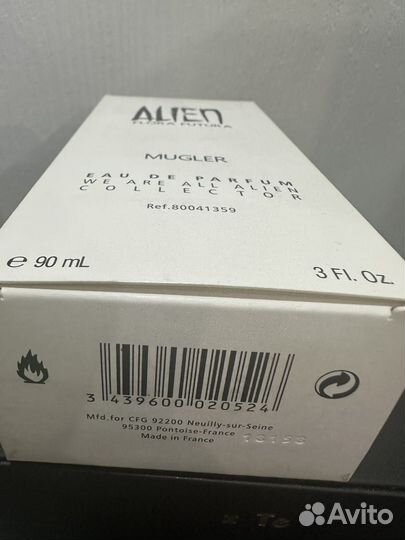 ALIEN
FLORA FUTURA
MUGLER
EAU DE PARFUM
WE ARE ALL ALIEN
COLLECTOR
Ref.80041359
e 90 mL
3 Fl. Oz.
3 439600 020524
Mfd.for CFG 92200 Neuilly-sur-Seine
95300 Pontoise-France
Made in France
Avito